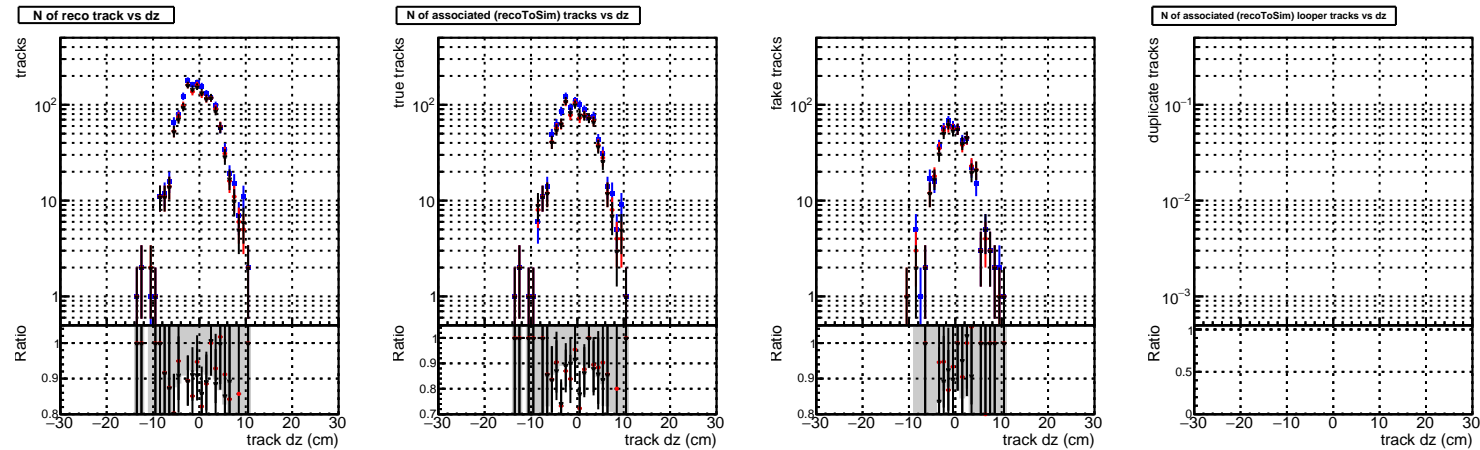 N of reco track vs dz
tracks
10²
10
1
Ratio
1
0.9
0.8
−30 −20 −10 0 10 20 30
track dz (cm)
N of associated (recoToSim) tracks vs dz
true tracks
10²
10
1
Ratio
1
0.9
0.8
0.7
−30 −20 −10 0 10 20 30
track dz (cm)
fake tracks
10²
10
1
Ratio
1
0.9
0.8
−30 −20 −10 0 10 20 30
track dz (cm)
N of associated (recoToSim) looper tracks vs dz
duplicate tracks
10⁻¹
10⁻²
10⁻³
Ratio
1
0.5
0
−30 −20 −10 0 10 20 30
track dz (cm)